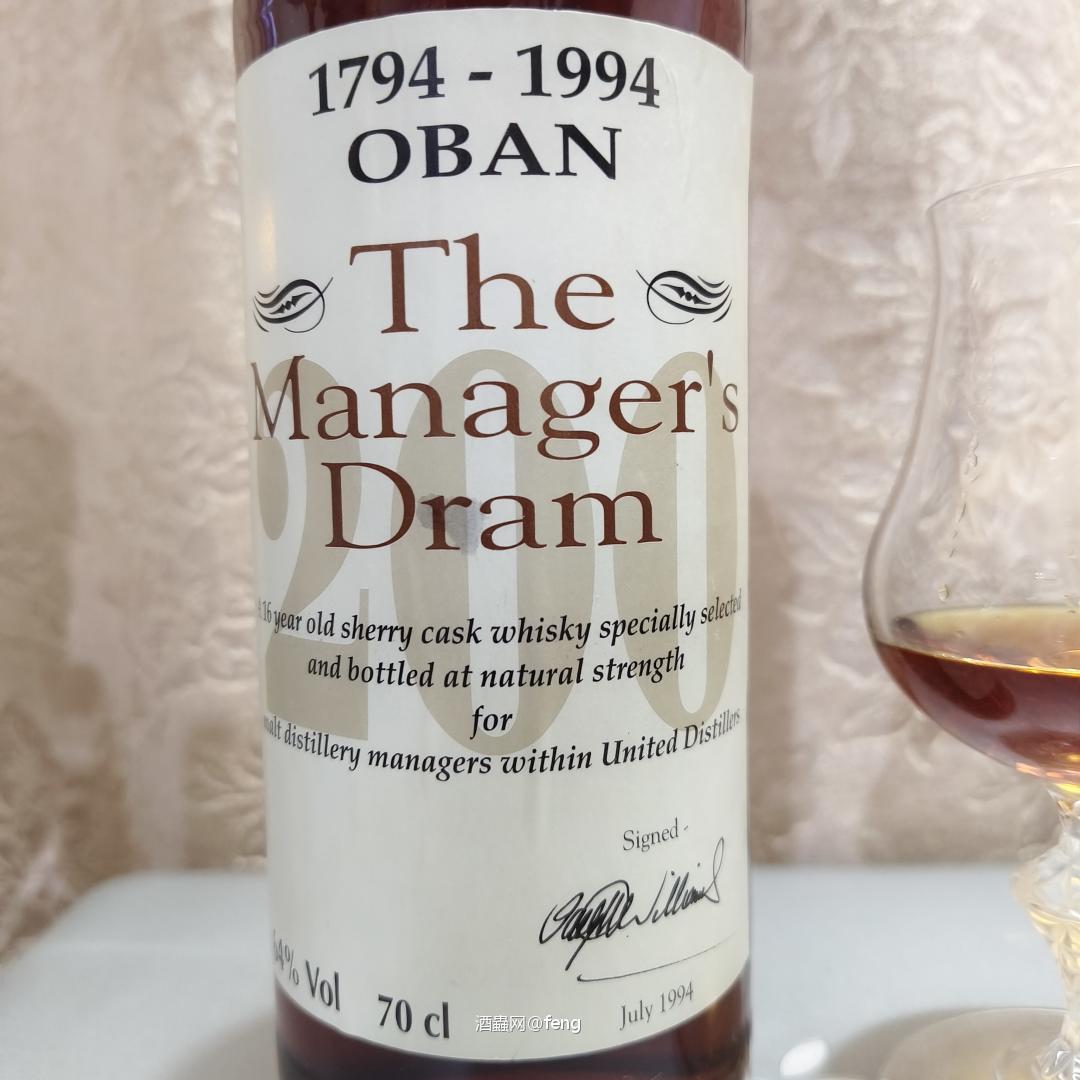 1794 - 1994
OBAN
The
Manager's
Dram
200
16 year old sherry cask whisky specially selected
and bottled at natural strength
for
malt distillery managers within United Distillers
Signed -
64% Vol
70 cl
July 1994
酒蟲网@feng